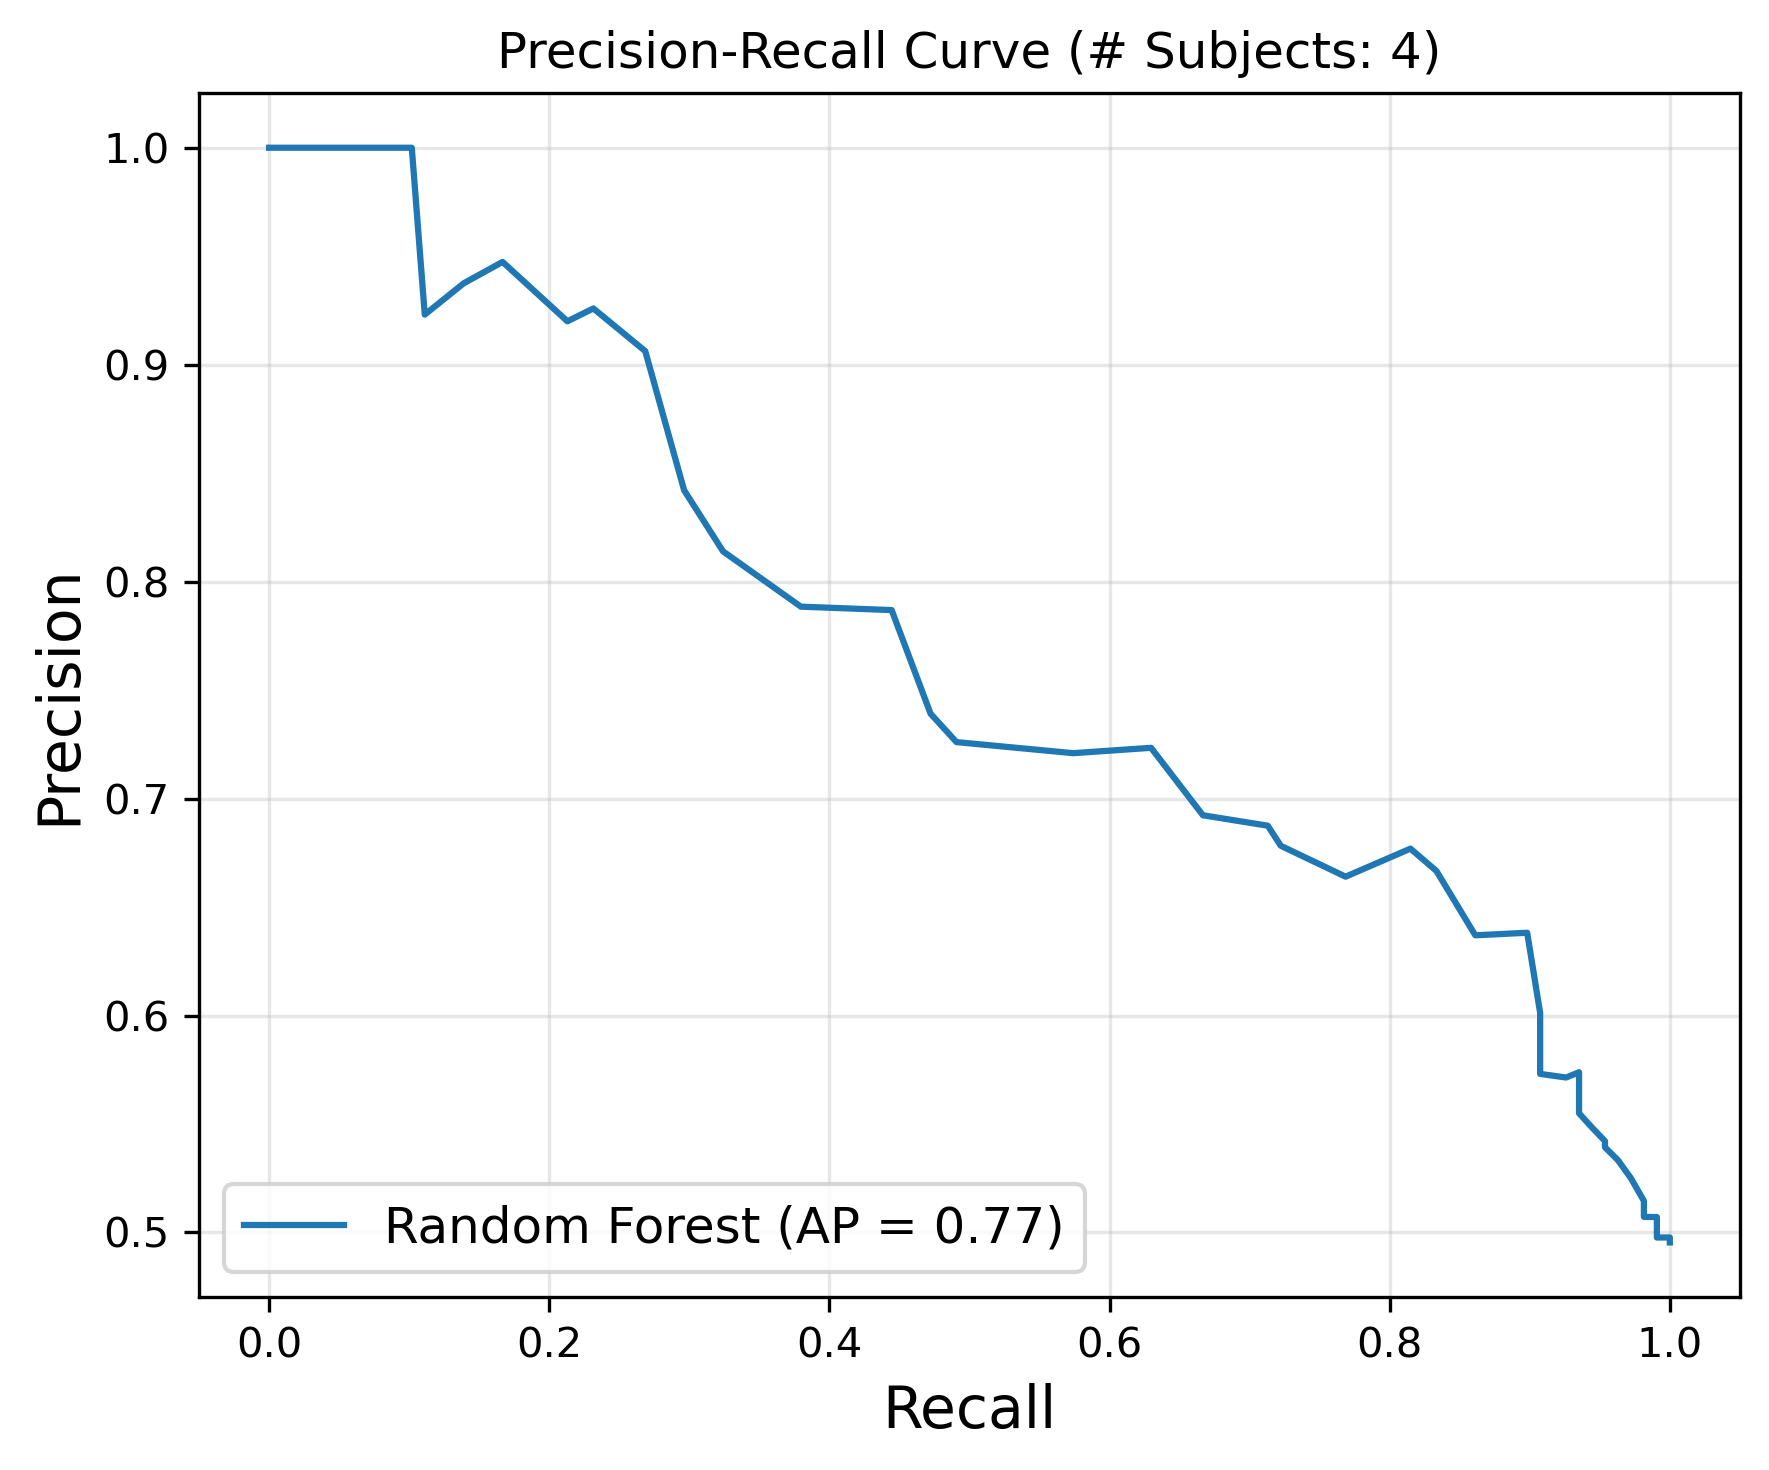 Precision-Recall Curve (# Subjects: 4)
1.0
0.9
0.8
0.7
0.6
0.5
Precision
Random Forest (AP = 0.77)
0.0 0.2 0.4 0.6 0.8 1.0
Recall